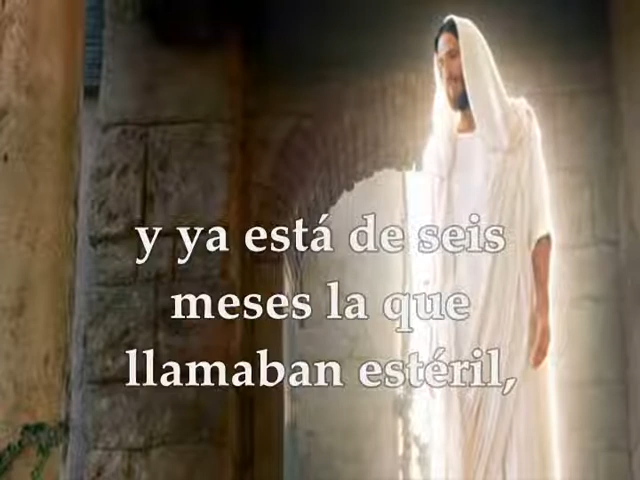 y ya está de seis
meses la que
llamaban estéril,